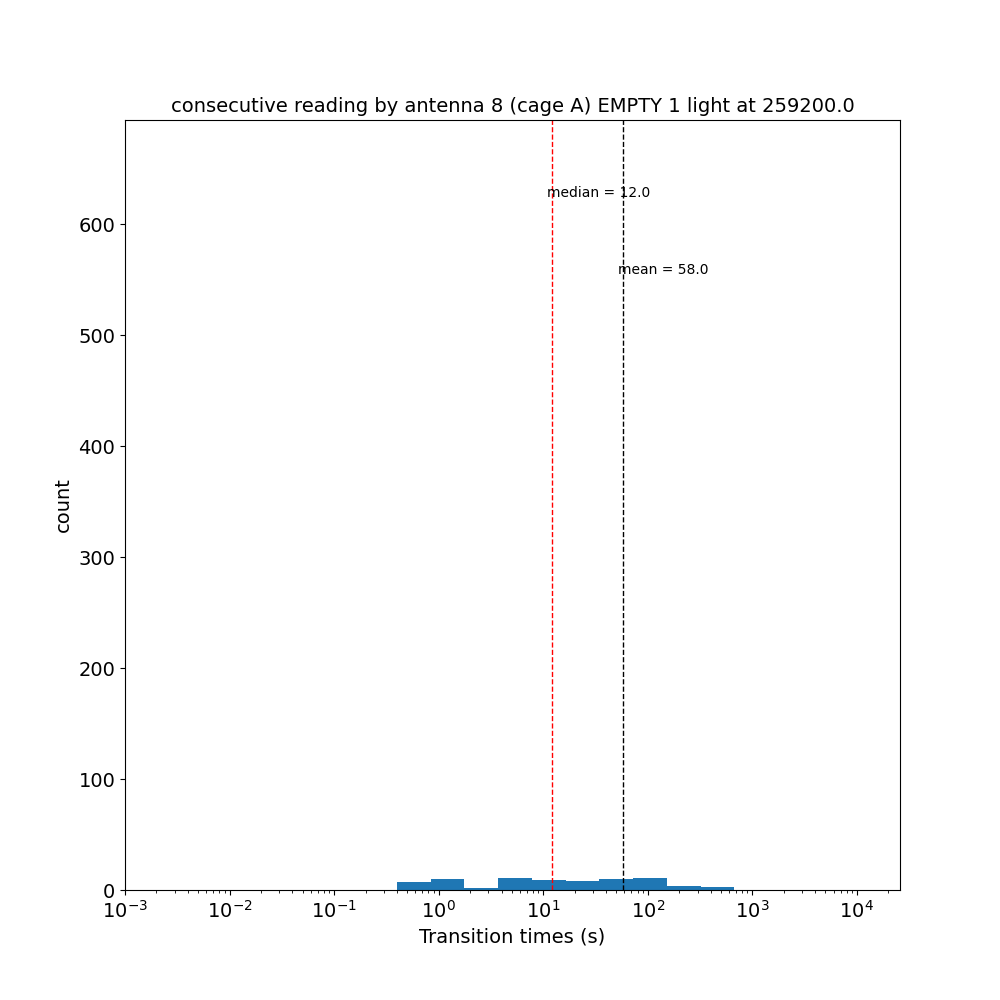 consecutive reading by antenna 8 (cage A) EMPTY 1 light at 259200.0
median = 12.0
mean = 58.0
600
500
400
300
200
100
0
count
10⁻³ 10⁻² 10⁻¹ 10⁰ 10¹ 10² 10³ 10⁴
Transition times (s)